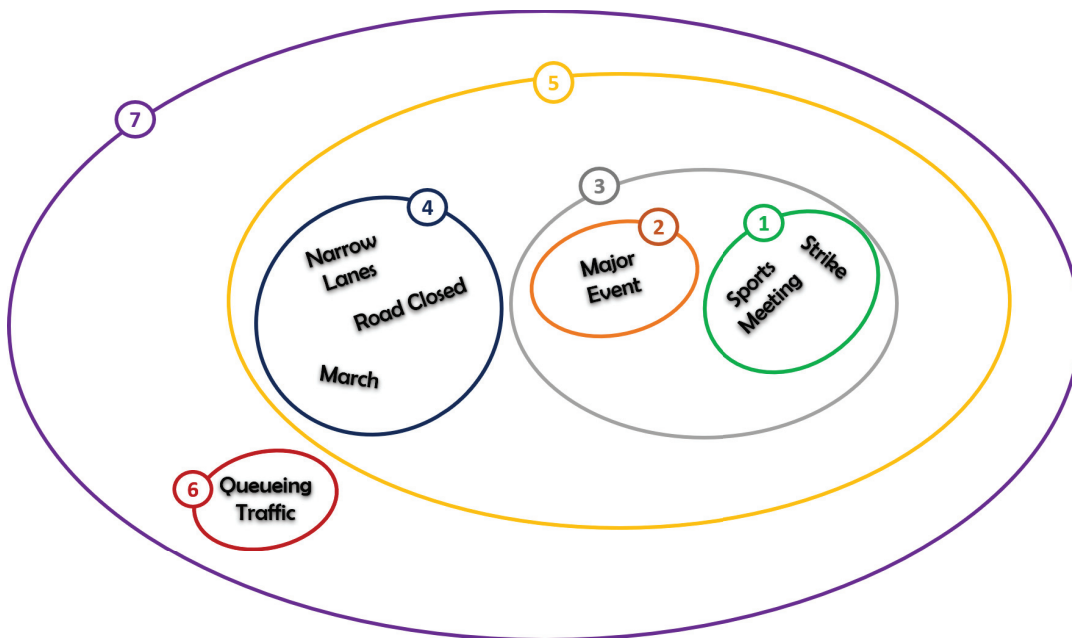 5
7
3
4
1
2
Narrow
Lanes
Road Closed
March
Major
Event
Sports
Meeting
Strike
6
Queueing
Traffic